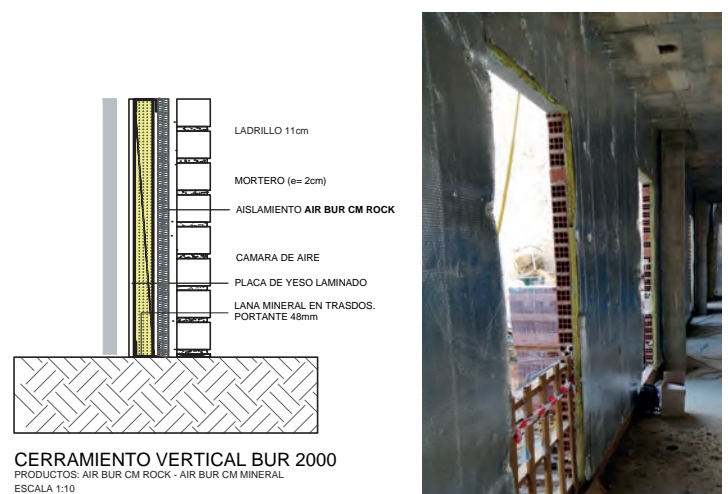 LADRILLO 11cm
MORTERO (e= 2cm)
AISLAMIENTO AIR BUR CM ROCK
CAMARA DE AIRE
PLACA DE YESO LAMINADO
LANA MINERAL EN TRASDOS.
PORTANTE 48mm
CERRAMIENTO VERTICAL BUR 2000
PRODUCTOS: AIR BUR CM ROCK - AIR BUR CM MINERAL
ESCALA 1:10